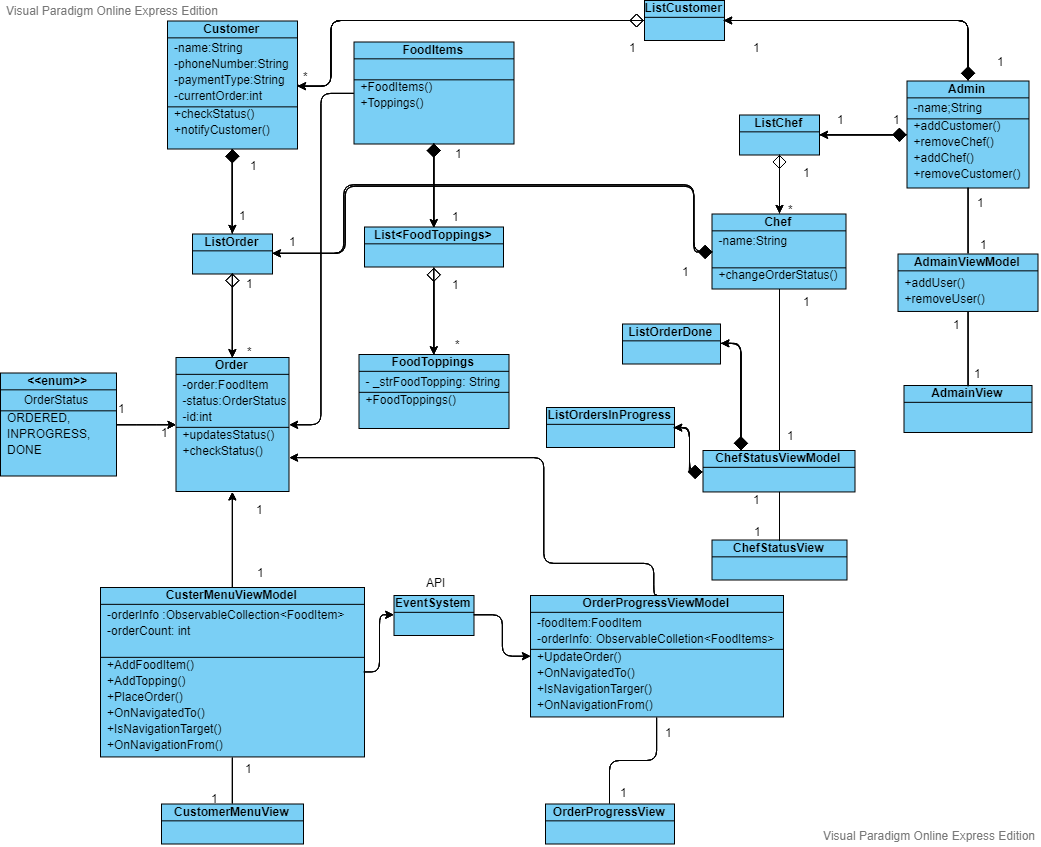 Visual Paradigm Online Express Edition
ListCustomer
1
1
*
1
Customer
-name:String
-phoneNumber:String
-paymentType:String
-currentOrder:int
+checkStatus()
+notifyCustomer()
1
1
FoodItems
+FoodItems()
+Toppings()
1
1
Admin
-name;String
+addCustomer()
+removeChef()
+addChef()
+removeCustomer()
1
1
1
1
ListChef
1
*
Chef
-name:String
+changeOrderStatus()
1
1
1
ListOrder
1
*
List<FoodToppings>
1
*
AdmainViewModel
+addUser()
+removeUser()
1
1
AdmainView
ListOrderDone
ListOrdersInProgress
FoodToppings
- _strFoodTopping: String
+FoodToppings()
<<enum>>
OrderStatus
ORDERED,
INPROGRESS,
DONE
1
1
Order
-order:FoodItem
-status:OrderStatus
-id:int
+updatesStatus()
+checkStatus()
1
1
1
ChefStatusViewModel
1
1
ChefStatusView
CusterMenuViewModel
-orderInfo :ObservableCollection<FoodItem>
-orderCount: int
+AddFoodItem()
+AddTopping()
+PlaceOrder()
+OnNavigatedTo()
+IsNavigationTarget()
+OnNavigationFrom()
1
1
CustomerMenuView
API
EventSystem
OrderProgressViewModel
-foodItem:FoodItem
-orderInfo: ObservableColletion<FoodItems>
+UpdateOrder()
+OnNavigatedTo()
+IsNavigationTarger()
+OnNavigationFrom()
1
1
OrderProgressView
Visual Paradigm Online Express Edition